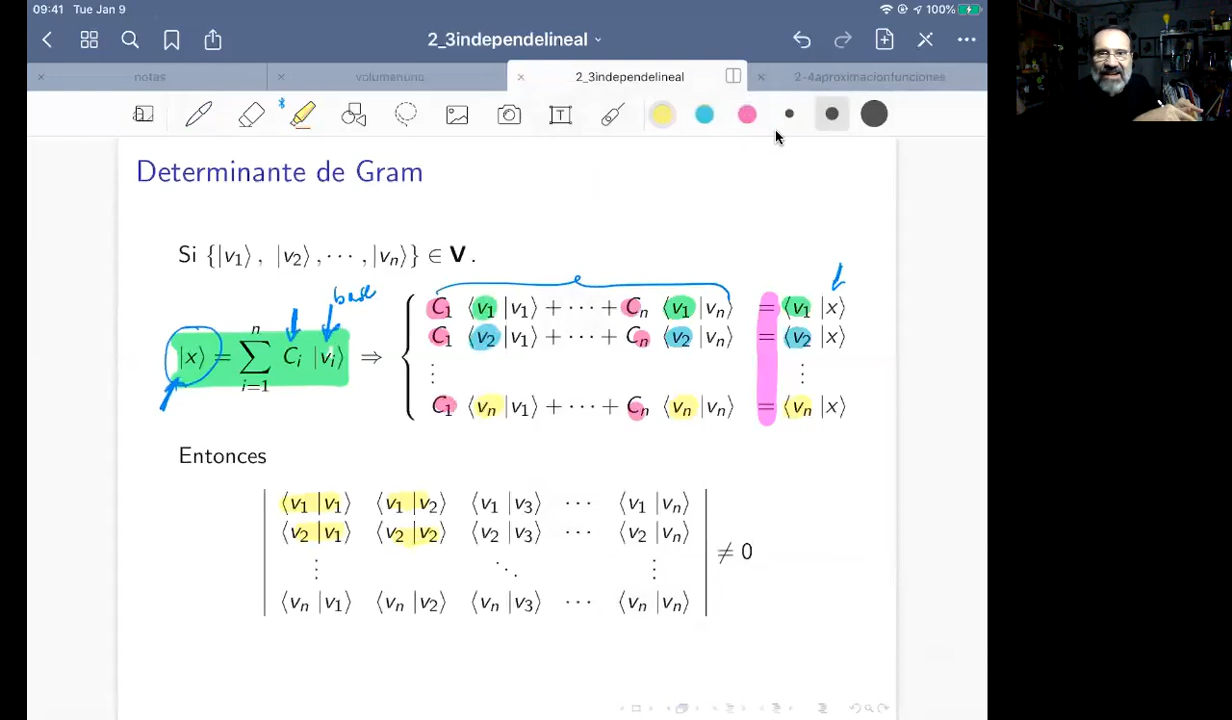 09:41 Tue Jan 9
100%
2_3independelineal
notas
volumenuno
2_3independelineal
2-4aproximacionfunciones
Determinante de Gram
Si {|v₁⟩, |v₂⟩, ⋯, |vₙ⟩} ∈ V.
base
|x⟩ = ∑ᵢ₌₁ⁿ Cᵢ |vᵢ⟩ ⇒
C₁ ⟨v₁ |v₁⟩ + ⋯ + Cₙ ⟨v₁ |vₙ⟩ = ⟨v₁ |x⟩
C₁ ⟨v₂ |v₁⟩ + ⋯ + Cₙ ⟨v₂ |vₙ⟩ = ⟨v₂ |x⟩
⋮ ⋮
C₁ ⟨vₙ |v₁⟩ + ⋯ + Cₙ ⟨vₙ |vₙ⟩ = ⟨vₙ |x⟩
Entonces
⟨v₁ |v₁⟩ ⟨v₁ |v₂⟩ ⟨v₁ |v₃⟩ ⋯ ⟨v₁ |vₙ⟩
⟨v₂ |v₁⟩ ⟨v₂ |v₂⟩ ⟨v₂ |v₃⟩ ⋯ ⟨v₂ |vₙ⟩
⋮ ⋱ ⋮ ≠ 0
⟨vₙ |v₁⟩ ⟨vₙ |v₂⟩ ⟨vₙ |v₃⟩ ⋯ ⟨vₙ |vₙ⟩